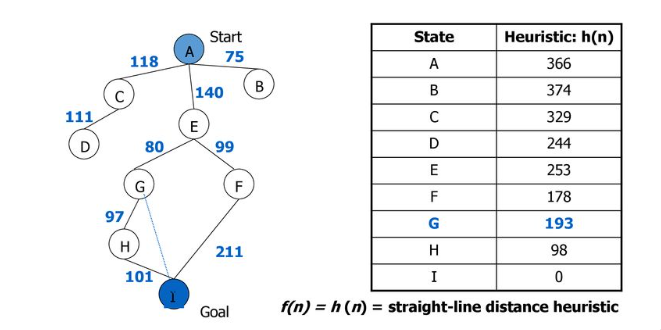 Start
A
118
75
B
C
140
111
E
D
80
99
G
F
97
H
211
101
I
Goal
State Heuristic: h(n)
A 366
B 374
C 329
D 244
E 253
F 178
G 193
H 98
I 0
f(n) = h (n) = straight-line distance heuristic